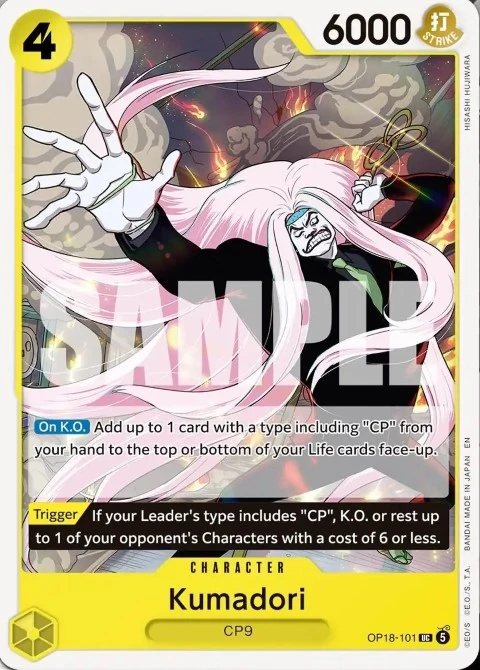 4
6000
打
STRIKE
HISASHI HUJIWARA
SAMPLE
On K.O. Add up to 1 card with a type including "CP" from
your hand to the top or bottom of your Life cards face-up.
Trigger If your Leader's type includes "CP", K.O. or rest up
to 1 of your opponent's Characters with a cost of 6 or less.
CHARACTER
Kumadori
CP9
OP18-101 UC 5
©EO/S ©E.O./S., T.A. BANDAI MADE IN JAPAN EN